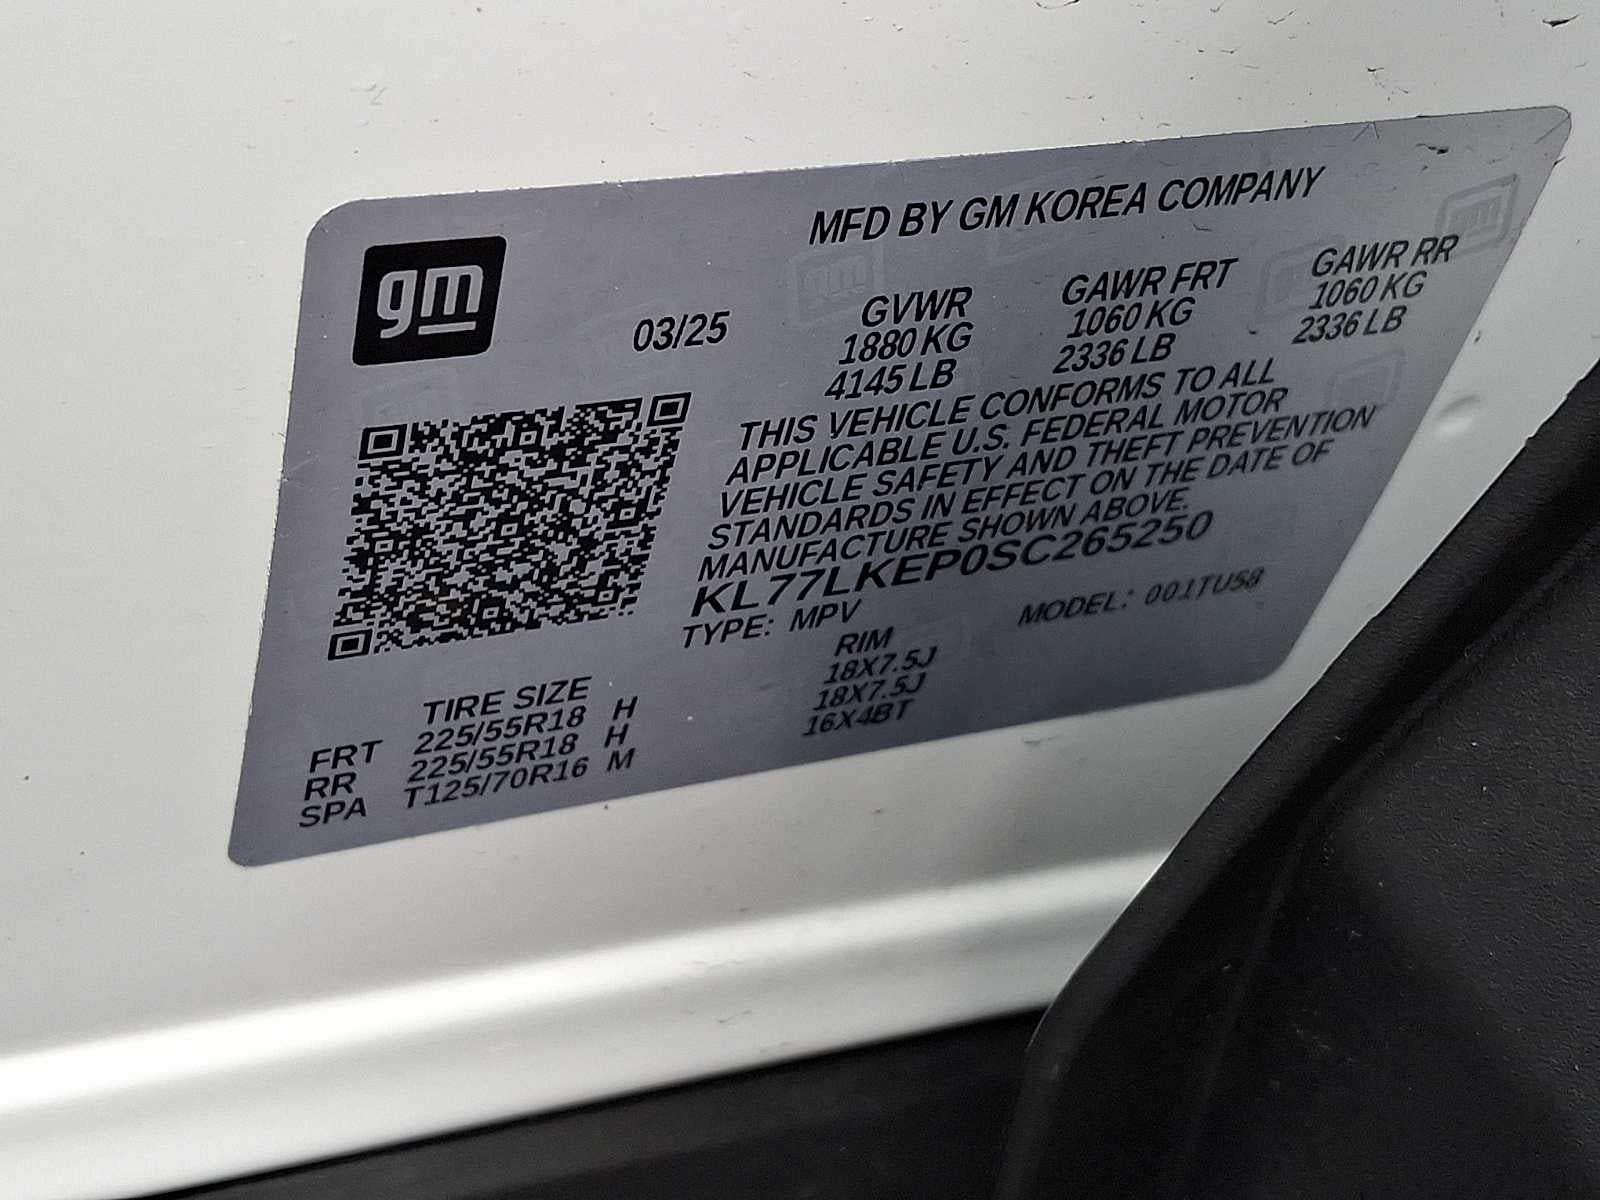 MFD BY GM KOREA COMPANY
gm
03/25
GVWR GAWR FRT GAWR RR
1880 KG 1060 KG 1060 KG
4145 LB 2336 LB 2336 LB
THIS VEHICLE CONFORMS TO ALL
APPLICABLE U.S. FEDERAL MOTOR
VEHICLE SAFETY AND THEFT PREVENTION
STANDARDS IN EFFECT ON THE DATE OF
MANUFACTURE SHOWN ABOVE.
KL77LKEP0SC265250
TYPE: MPV MODEL: 001TU58
TIRE SIZE RIM
FRT 225/55R18 H 18X7.5J
RR 225/55R18 H 18X7.5J
SPA T125/70R16 M 16X4BT